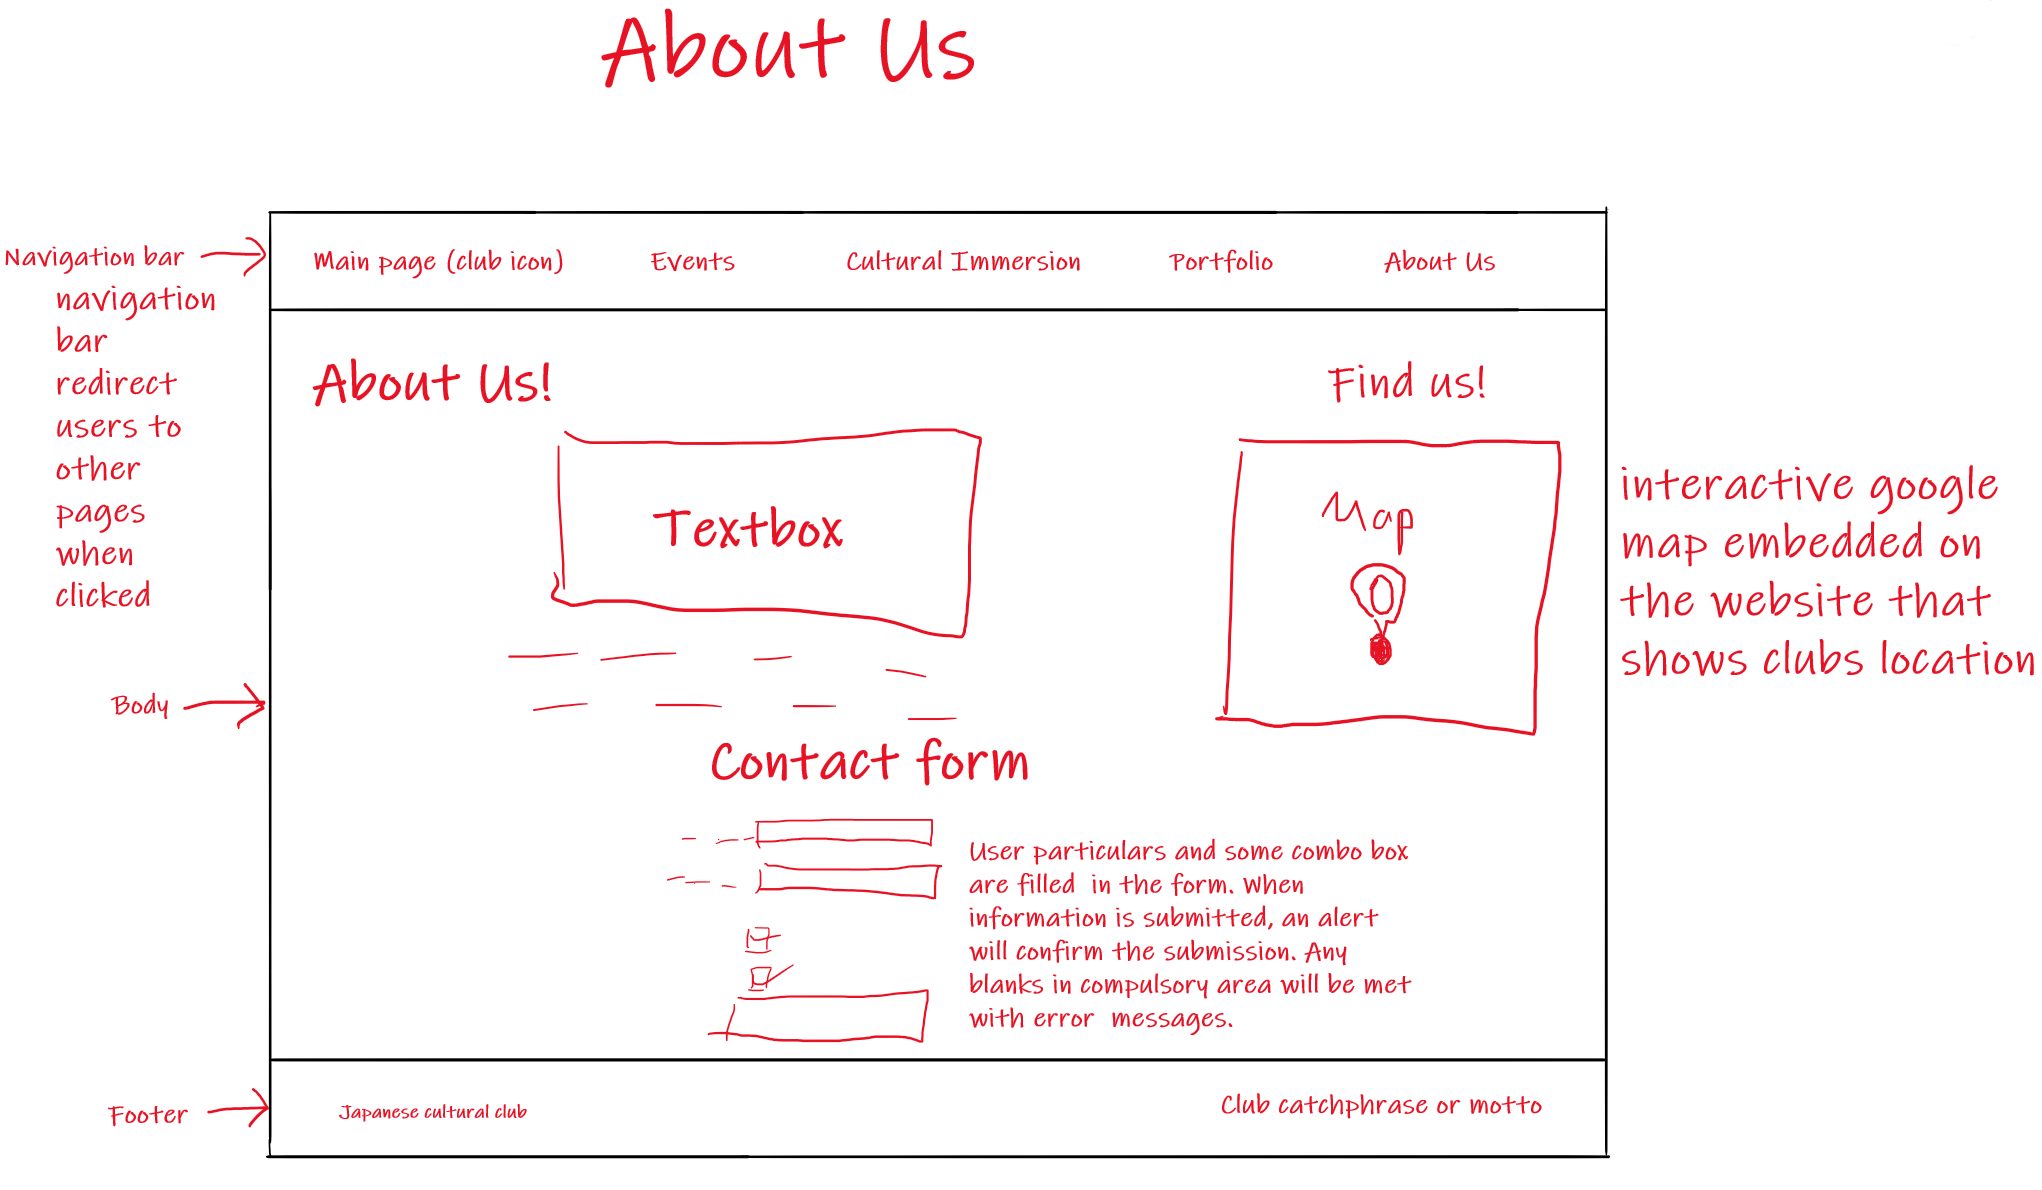 About Us
Navigation bar
navigation
bar
redirect
users to
other
pages
when
clicked
Main page (club icon)
Events
Cultural Immersion
Portfolio
About Us
About Us!
Find us!
Textbox
Map
interactive google
map embedded on
the website that
shows clubs location
Body
Contact form
User particulars and some combo box
are filled in the form. When
information is submitted, an alert
will confirm the submission. Any
blanks in compulsory area will be met
with error messages.
Footer
Japanese cultural club
Club catchphrase or motto